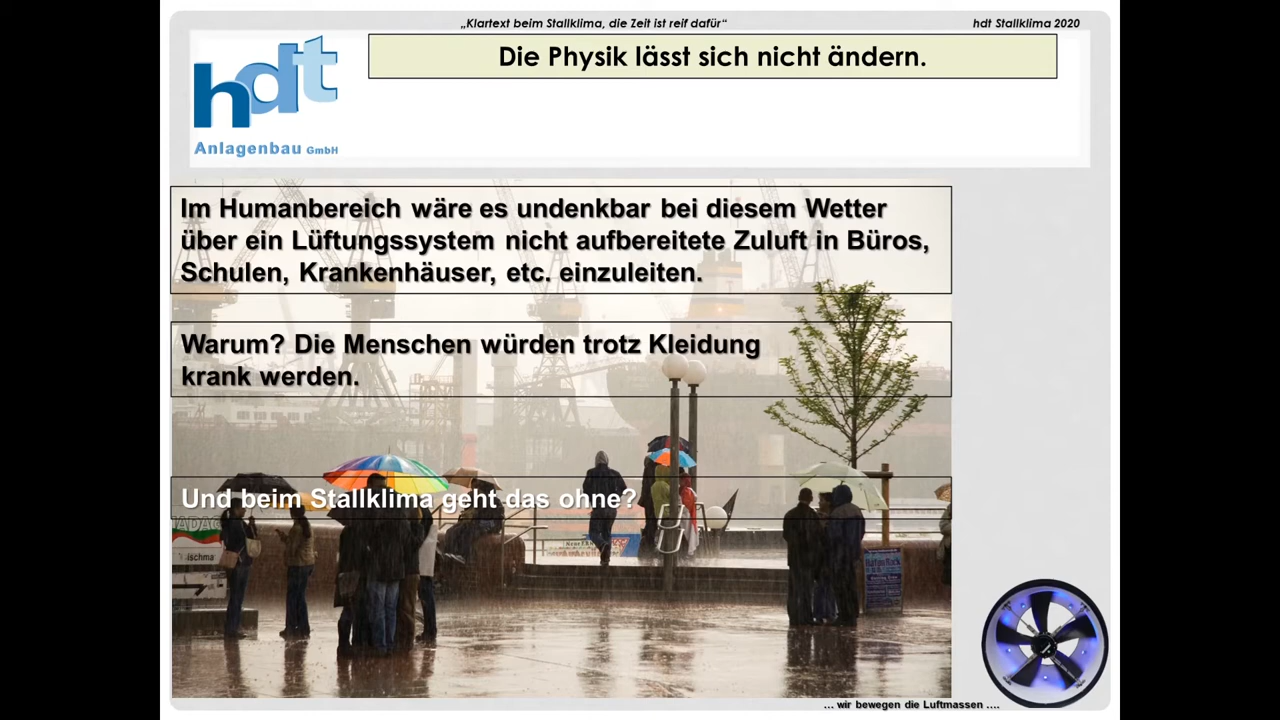 „Klartext beim Stallklima, die Zeit ist reif dafür“
hdt Stallklima 2020
hdt
Anlagenbau GmbH
Die Physik lässt sich nicht ändern.
Im Humanbereich wäre es undenkbar bei diesem Wetter
über ein Lüftungssystem nicht aufbereitete Zuluft in Büros,
Schulen, Krankenhäuser, etc. einzuleiten.
Warum? Die Menschen würden trotz Kleidung
krank werden.
Und beim Stallklima geht das ohne?
ADAC
ischma
... wir bewegen die Luftmassen ....